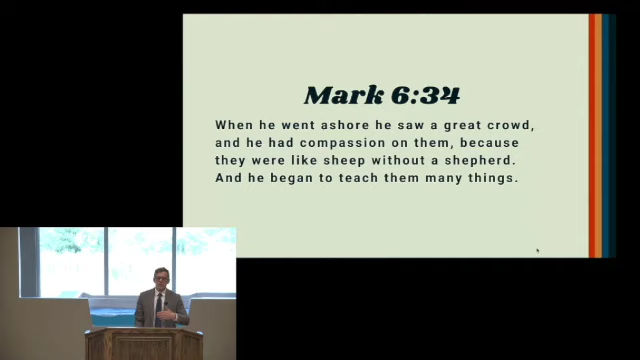 Mark 6:34
When he went ashore he saw a great crowd,
and he had compassion on them, because
they were like sheep without a shepherd.
And he began to teach them many things.